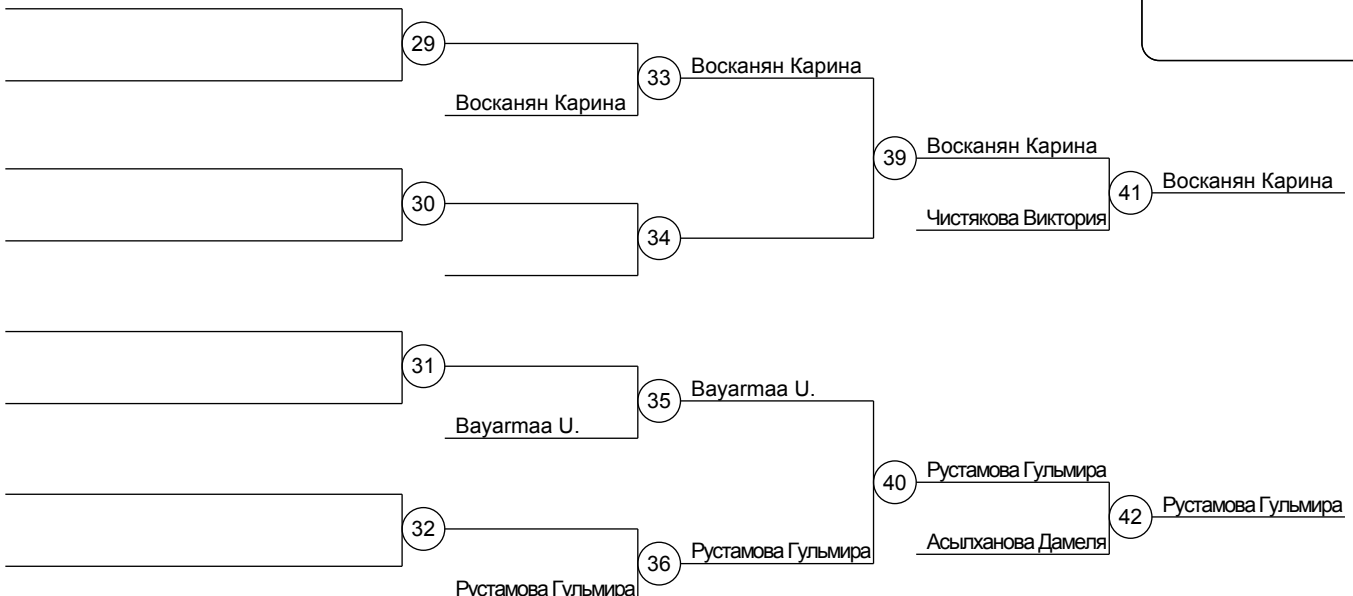 29
33
Восканян Карина
Восканян Карина
39
Восканян Карина
41
Восканян Карина
Чистякова Виктория
30
34
31
35
Bayarmaa U.
Bayarmaa U.
40
Рустамова Гульмира
42
Рустамова Гульмира
Асылханова Дамеля
32
36
Рустамова Гульмира
Рустамова Гульмира